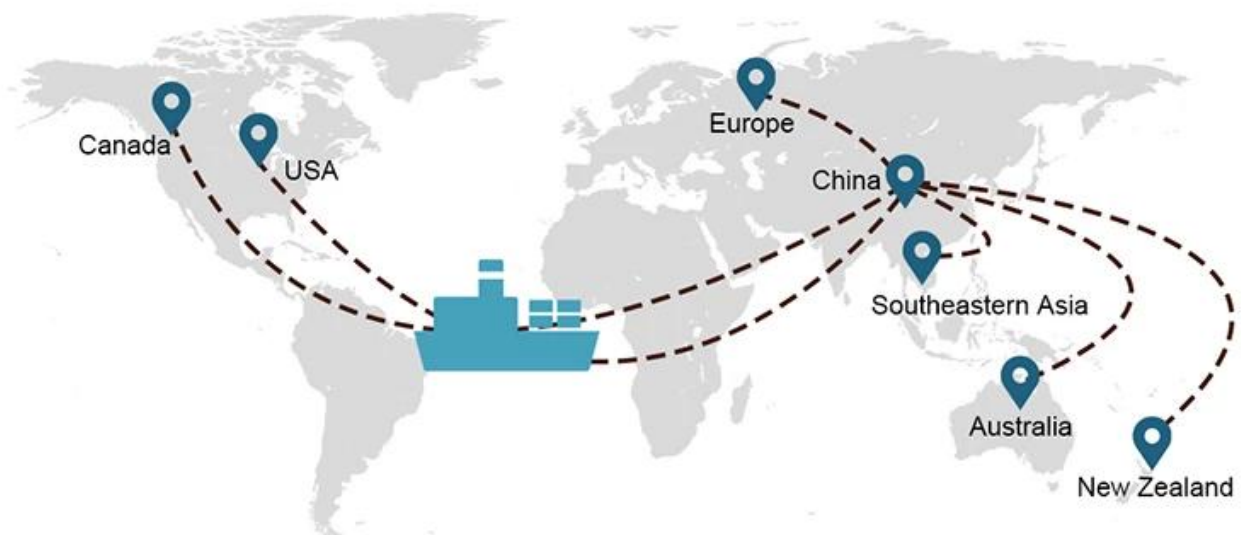 Canada
USA
Europe
China
Southeastern Asia
Australia
New Zealand